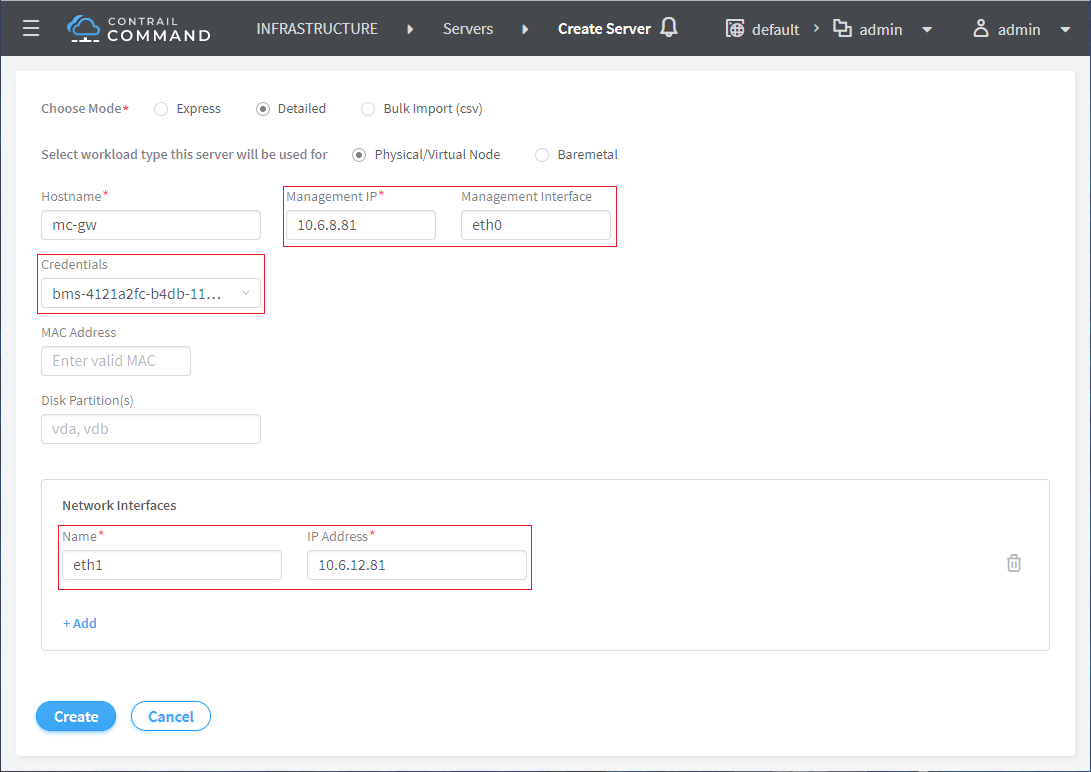 CONTRAIL COMMAND INFRASTRUCTURE Servers Create Server default admin admin
Choose Mode* Express Detailed Bulk Import (csv)
Select workload type this server will be used for Physical/Virtual Node Baremetal
Hostname* Management IP* Management Interface
mc-gw 10.6.8.81 eth0
Credentials
bms-4121a2fc-b4db-11...
MAC Address
Enter valid MAC
Disk Partition(s)
vda, vdb
Network Interfaces
Name* IP Address*
eth1 10.6.12.81
+ Add
Create Cancel